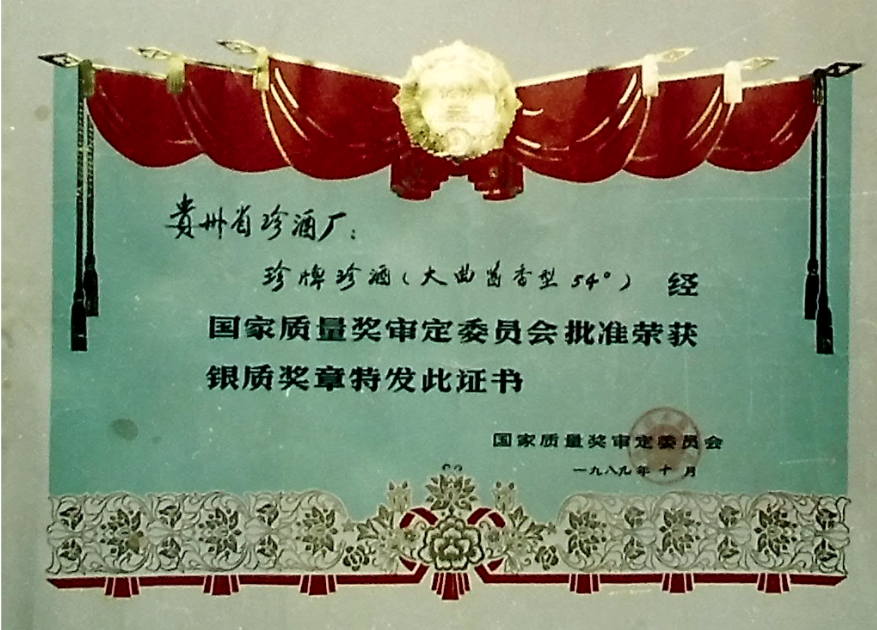 贵州省珍酒厂：
珍牌珍酒（大曲酱香型54°）经
国家质量奖审定委员会批准荣获
银质奖章特发此证书
国家质量奖审定委员会
一九八九年十月